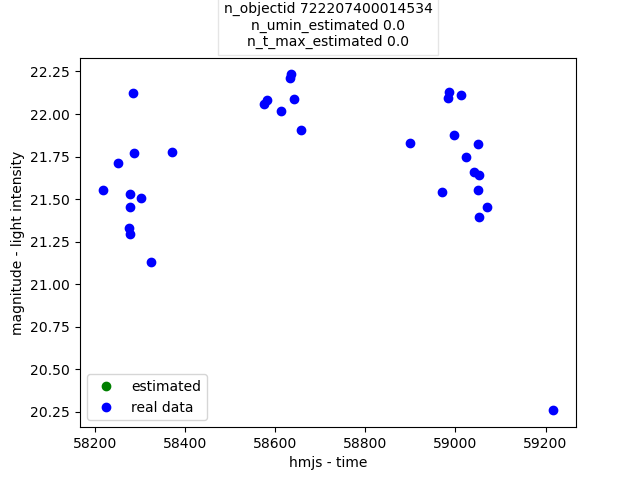 n_objectid 722207400014534
n_umin_estimated 0.0
n_t_max_estimated 0.0
22.25
22.00
21.75
21.50
21.25
21.00
20.75
20.50
20.25
magnitude - light intensity
estimated
real data
58200 58400 58600 58800 59000 59200
hmjs - time